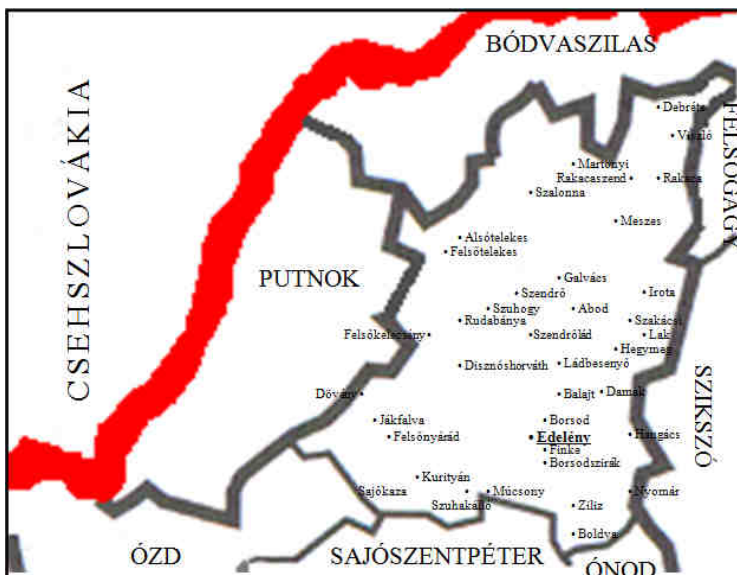 BÓDVASZILAS
CSEHSZLOVÁKIA
FELSŐGAGY
Debréte
Viszló
Martonyi
Rakacaszend
Rakaca
Szalonna
Meszes
Alsótelekes
Felsőtelekes
PUTNOK
Galvács
Szendrő
Irota
Szuhogy
Abod
Rudabánya
Szakácsi
Felsőkelecsény
Szendrőlád
Lak
Hegymeg
Disznóshorváth
Ládbesenyő
SZIKSZÓ
Dövény
Balajt
Damak
Jákfalva
Borsod
Felsőnyárád
Edelény
Hangács
Finke
Borsodszirák
Kurityán
Sajókaza
Múcsony
Nyomár
Szuhakálló
Ziliz
Boldva
ÓZD
SAJÓSZENTPÉTER
ÓNOD